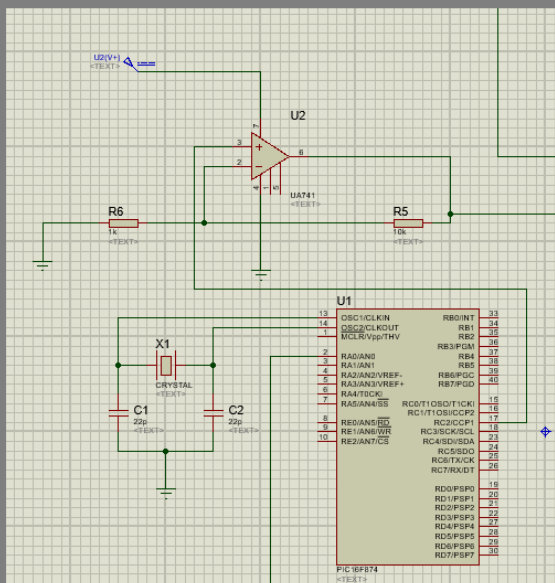 U2(V+)
<TEXT>
U2
7
3
2
6
4
1
5
UA741
<TEXT>
R6
1k
<TEXT>
R5
10k
<TEXT>
X1
CRYSTAL
<TEXT>
C1
22p
<TEXT>
C2
22p
<TEXT>
U1
13 OSC1/CLKIN
14 OSC2/CLKOUT
1 MCLR/Vpp/THV
2 RA0/AN0
3 RA1/AN1
4 RA2/AN2/VREF-
5 RA3/AN3/VREF+
6 RA4/T0CKI
7 RA5/AN4/SS
8 RE0/AN5/RD
9 RE1/AN6/WR
10 RE2/AN7/CS
RB0/INT 33
RB1 34
RB2 35
RB3/PGM 36
RB4 37
RB5 38
RB6/PGC 39
RB7/PGD 40
RC0/T1OSO/T1CKI 15
RC1/T1OSI/CCP2 16
RC2/CCP1 17
RC3/SCK/SCL 18
RC4/SDI/SDA 23
RC5/SDO 24
RC6/TX/CK 25
RC7/RX/DT 26
RD0/PSP0 19
RD1/PSP1 20
RD2/PSP2 21
RD3/PSP3 22
RD4/PSP4 27
RD5/PSP5 28
RD6/PSP6 29
RD7/PSP7 30
PIC16F874
<TEXT>